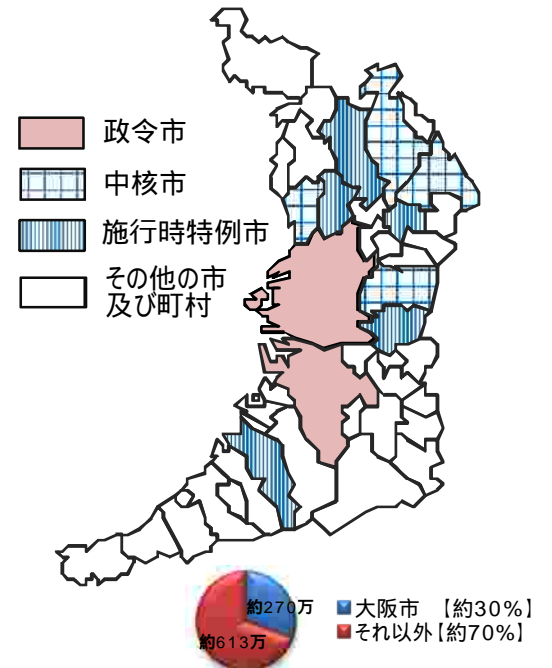 政令市
中核市
施行時特例市
その他の市
及び町村
約270万
約613万
■大阪市 【約30%】
■それ以外【約70%】